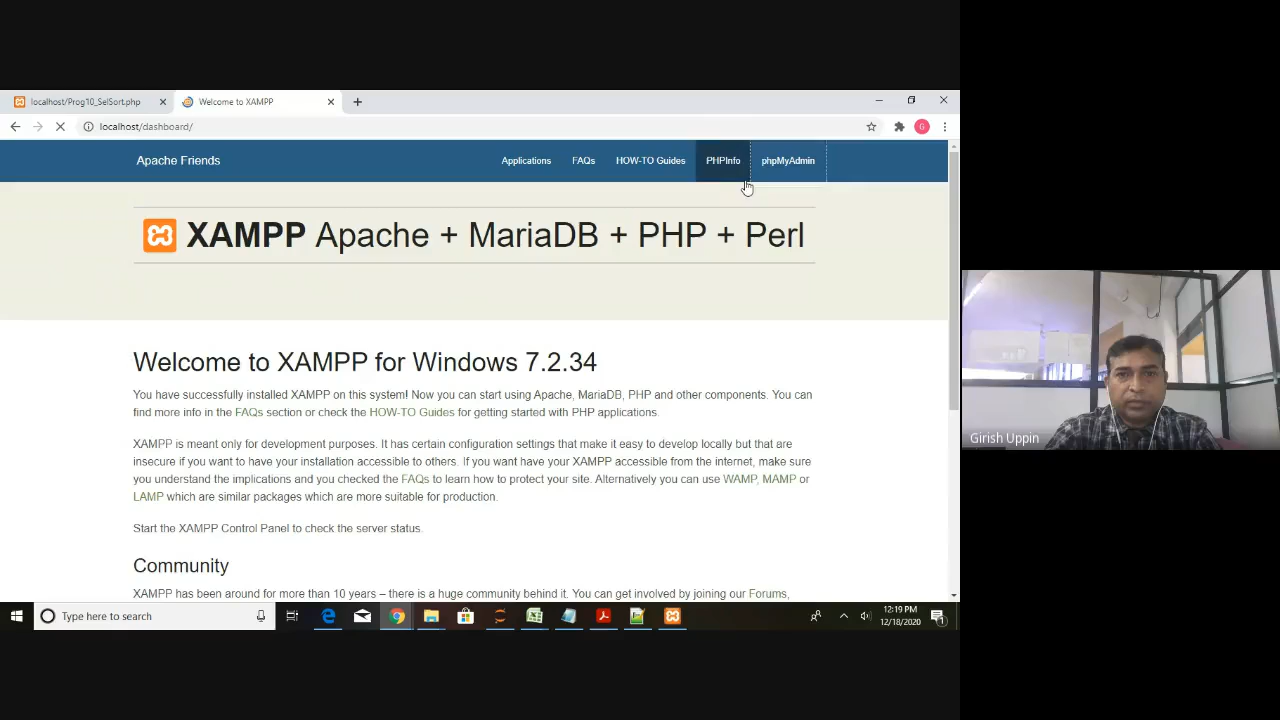 localhost/Prog10_SelSort.php
Welcome to XAMPP
localhost/dashboard/
G
Apache Friends
Applications
FAQs
HOW-TO Guides
PHPInfo
phpMyAdmin
XAMPP Apache + MariaDB + PHP + Perl
Welcome to XAMPP for Windows 7.2.34
You have successfully installed XAMPP on this system! Now you can start using Apache, MariaDB, PHP and other components. You can
find more info in the FAQs section or check the HOW-TO Guides for getting started with PHP applications.
XAMPP is meant only for development purposes. It has certain configuration settings that make it easy to develop locally but that are
insecure if you want to have your installation accessible to others. If you want have your XAMPP accessible from the internet, make sure
you understand the implications and you checked the FAQs to learn how to protect your site. Alternatively you can use WAMP, MAMP or
LAMP which are similar packages which are more suitable for production.
Start the XAMPP Control Panel to check the server status.
Community
XAMPP has been around for more than 10 years – there is a huge community behind it. You can get involved by joining our Forums,
Girish Uppin
Type here to search
12:19 PM
12/18/2020
1